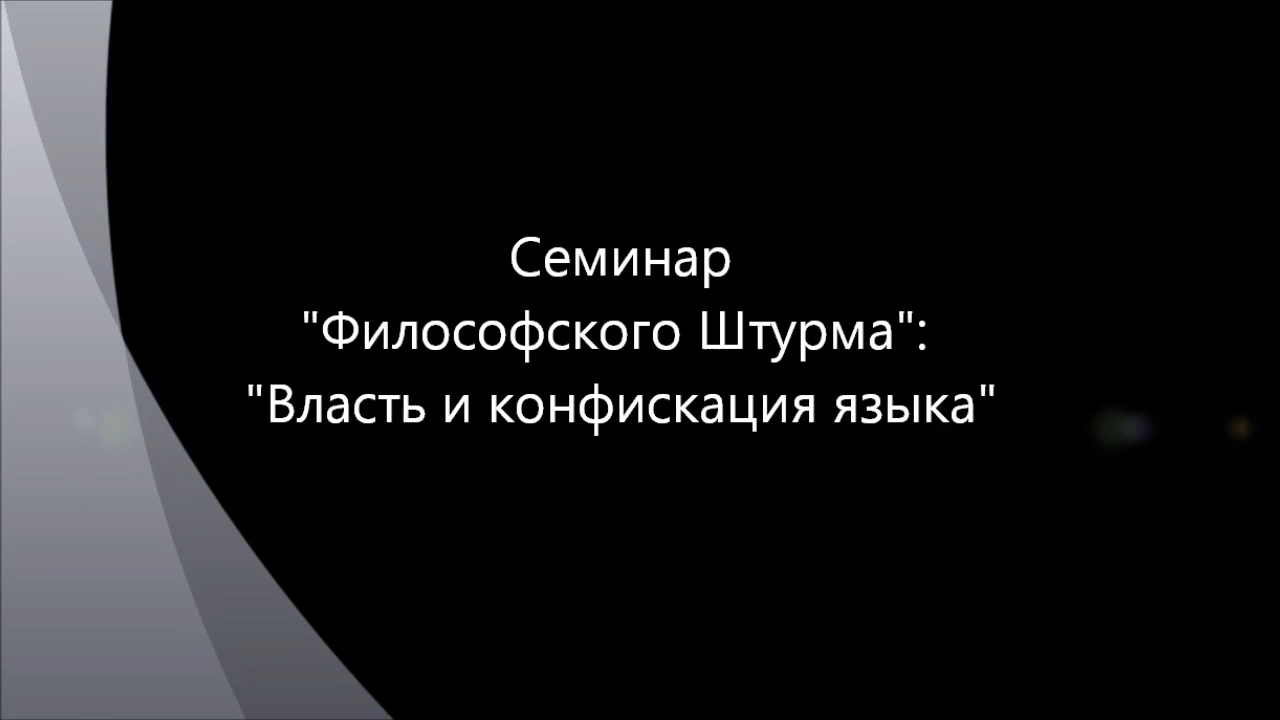 Семинар
"Философского Штурма":
"Власть и конфискация языка"